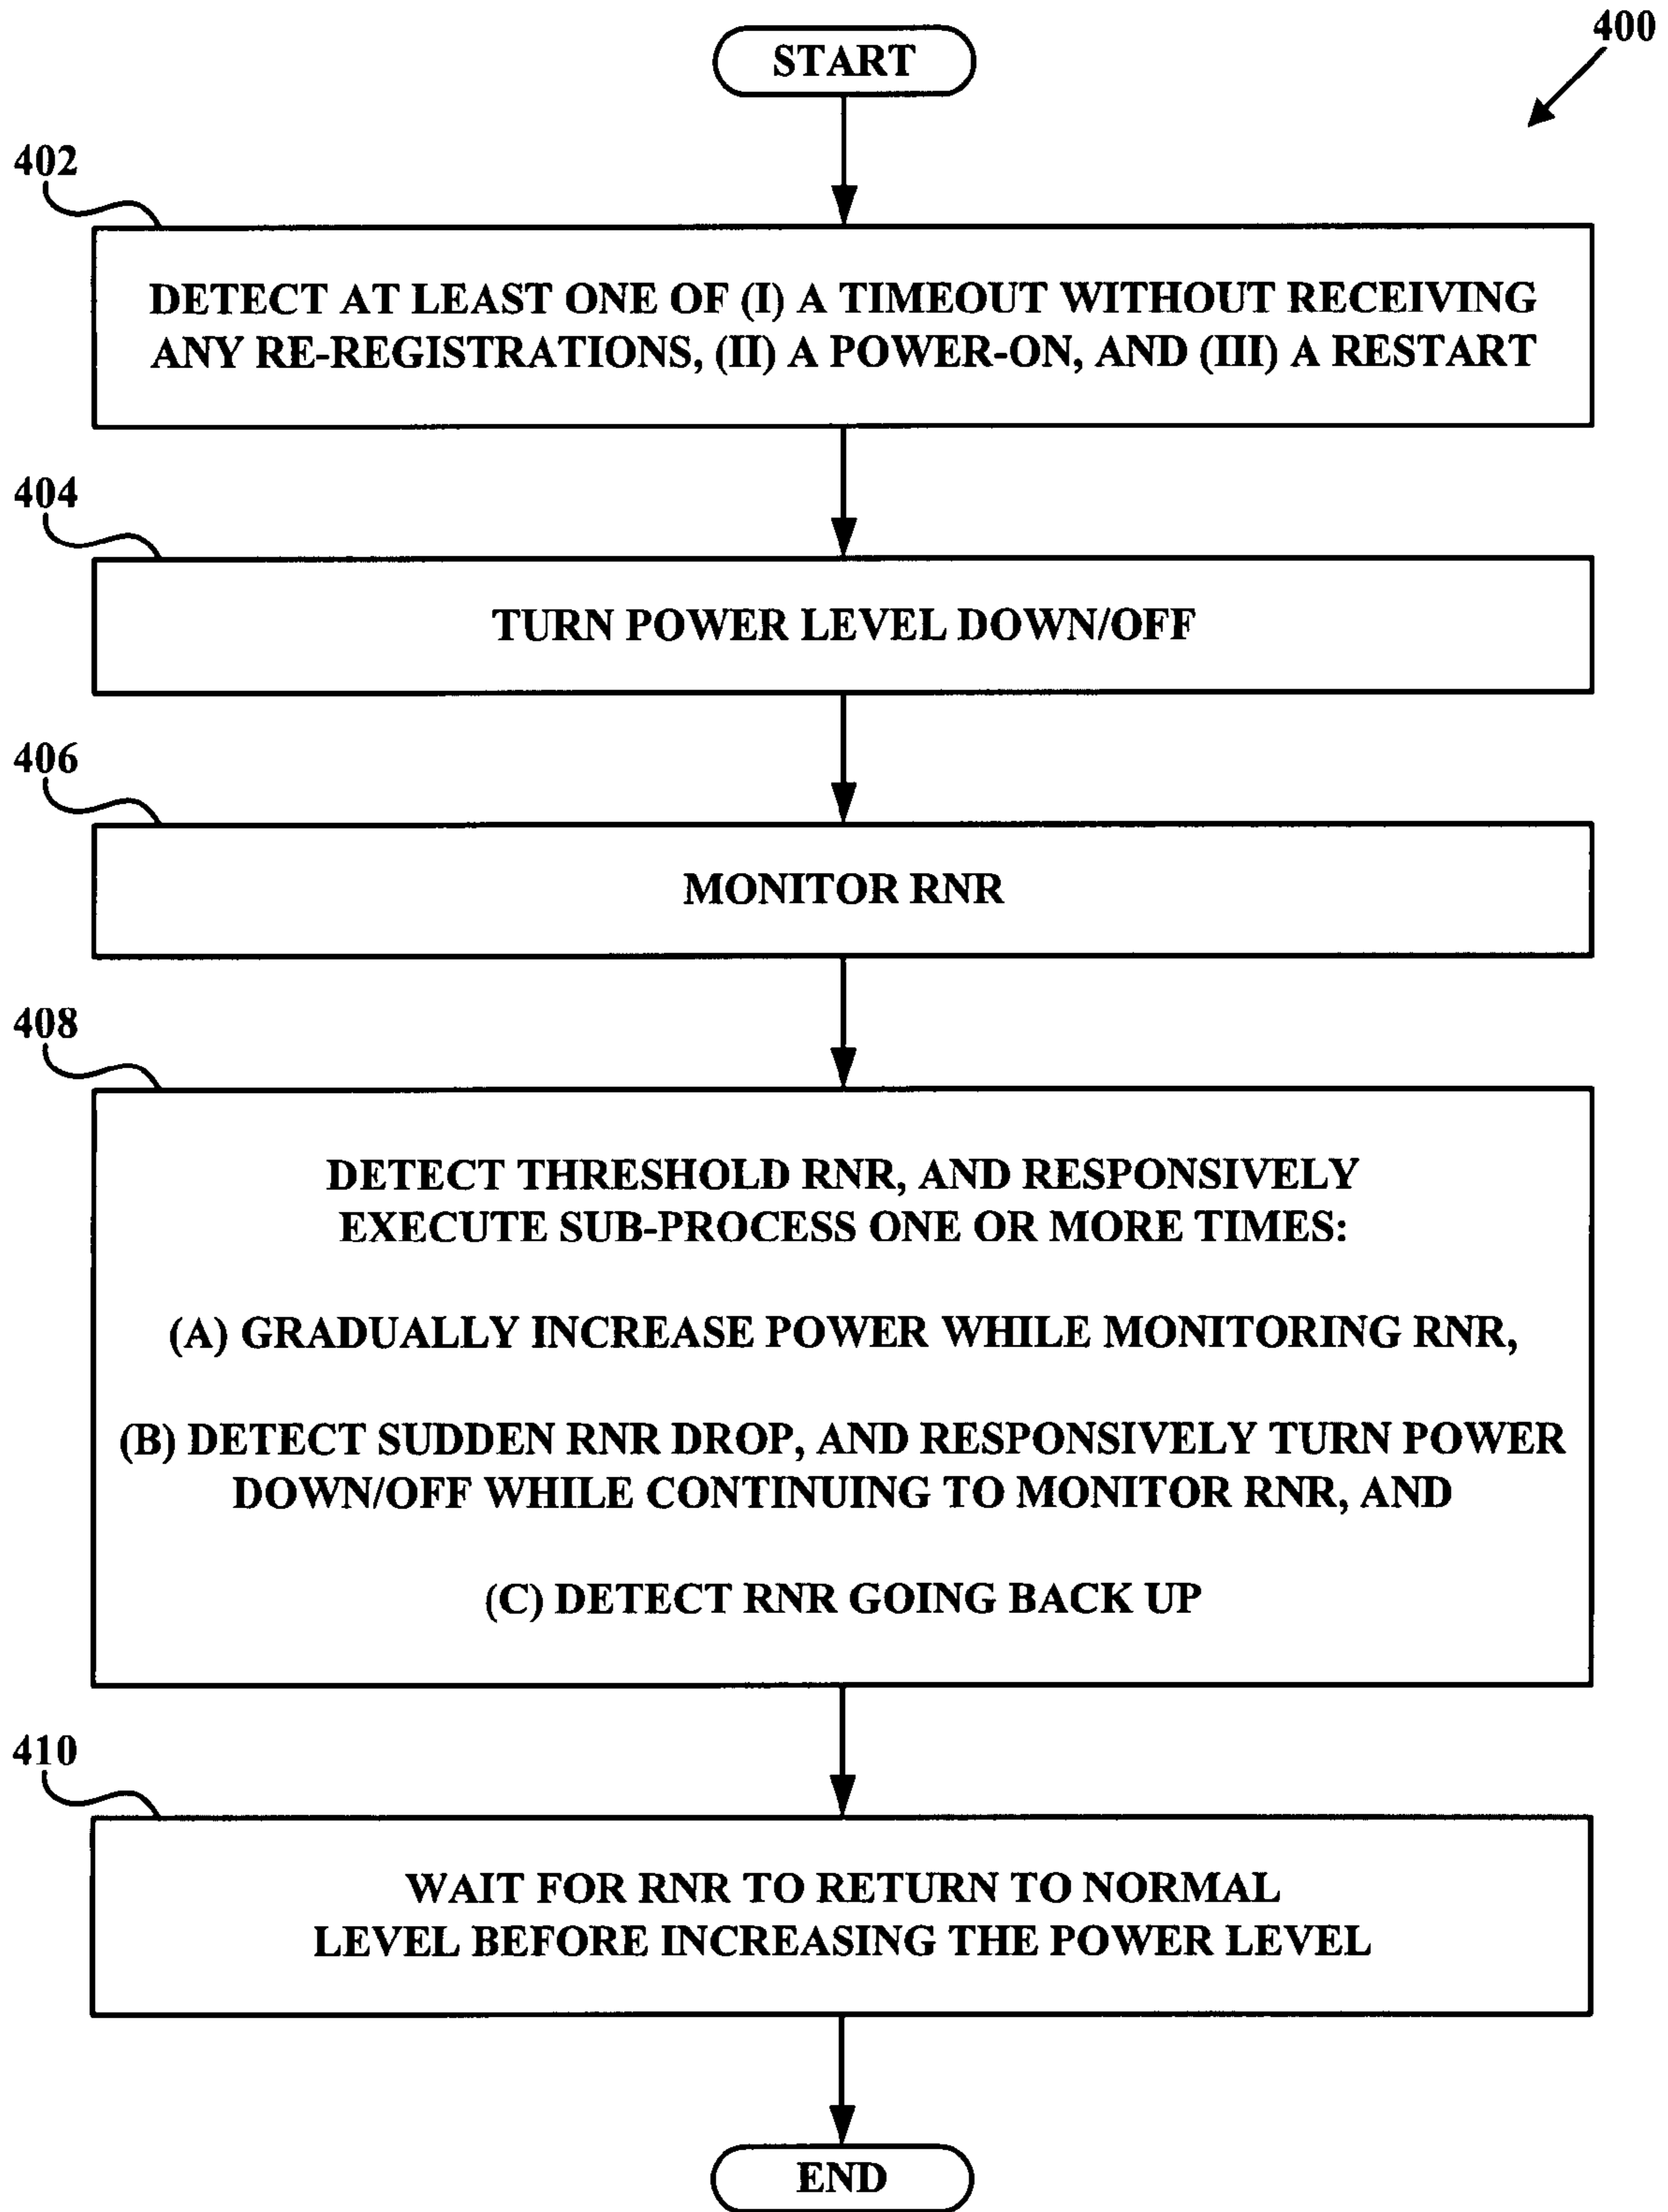 START
400
402
DETECT AT LEAST ONE OF (I) A TIMEOUT WITHOUT RECEIVING
ANY RE-REGISTRATIONS, (II) A POWER-ON, AND (III) A RESTART
404
TURN POWER LEVEL DOWN/OFF
406
MONITOR RNR
408
DETECT THRESHOLD RNR, AND RESPONSIVELY
EXECUTE SUB-PROCESS ONE OR MORE TIMES:
(A) GRADUALLY INCREASE POWER WHILE MONITORING RNR,
(B) DETECT SUDDEN RNR DROP, AND RESPONSIVELY TURN POWER
DOWN/OFF WHILE CONTINUING TO MONITOR RNR, AND
(C) DETECT RNR GOING BACK UP
410
WAIT FOR RNR TO RETURN TO NORMAL
LEVEL BEFORE INCREASING THE POWER LEVEL
END